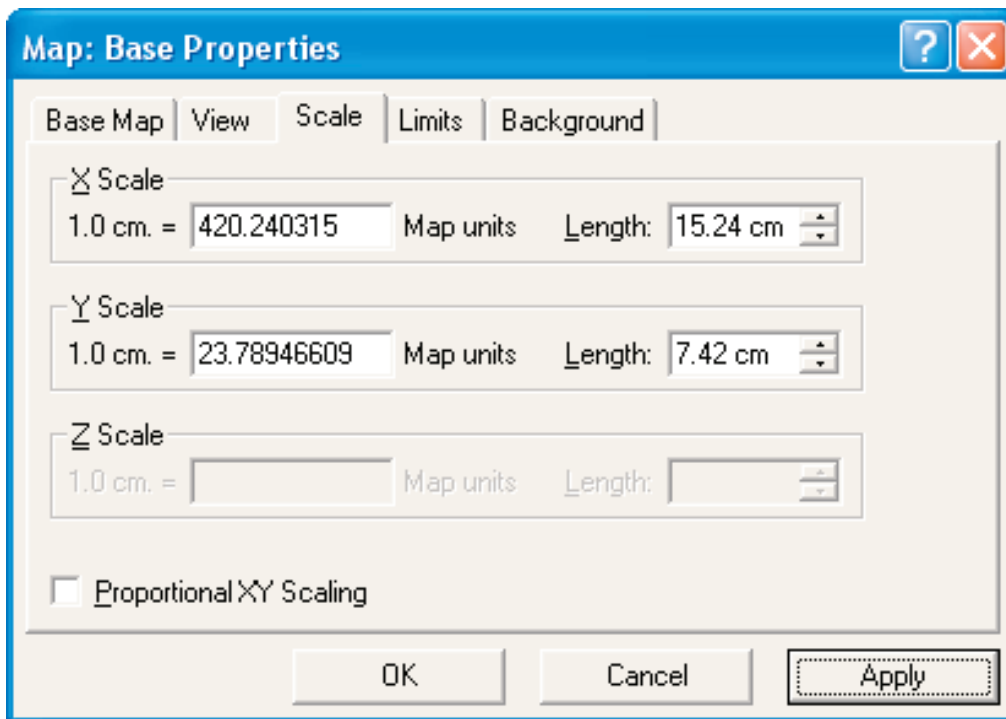 Map: Base Properties
Base Map View Scale Limits Background
X Scale
1.0 cm. = 420.240315 Map units Length: 15.24 cm
Y Scale
1.0 cm. = 23.78946609 Map units Length: 7.42 cm
Z Scale
1.0 cm. = Map units Length:
Proportional XY Scaling
OK Cancel Apply